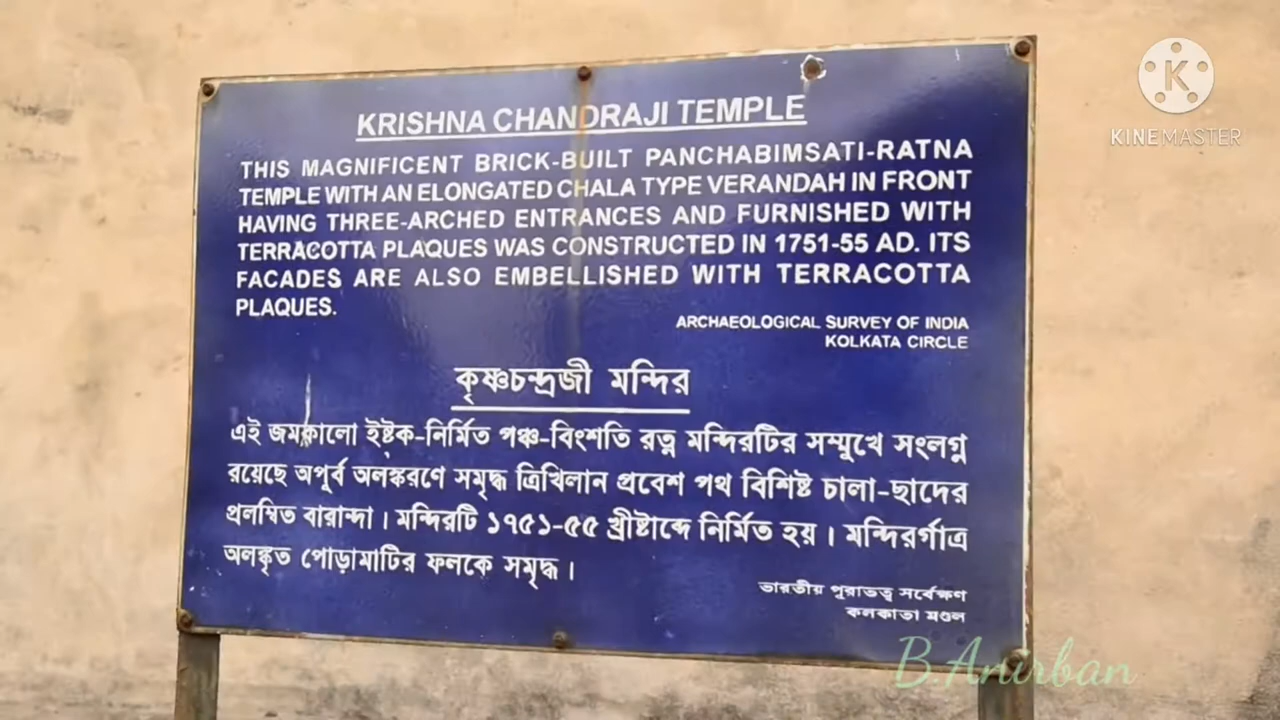 KRISHNA CHANDRAJI TEMPLE
THIS MAGNIFICENT BRICK-BUILT PANCHABIMSATI-RATNA
TEMPLE WITH AN ELONGATED CHALA TYPE VERANDAH IN FRONT
HAVING THREE-ARCHED ENTRANCES AND FURNISHED WITH
TERRACOTTA PLAQUES WAS CONSTRUCTED IN 1751-55 AD. ITS
FACADES ARE ALSO EMBELLISHED WITH TERRACOTTA
PLAQUES.
ARCHAEOLOGICAL SURVEY OF INDIA
KOLKATA CIRCLE
কৃষ্ণচন্দ্রজী মন্দির
এই জমকালো ইষ্টক-নির্মিত পঞ্চ-বিংশতি রত্ন মন্দিরটির সম্মুখে সংলগ্ন
রয়েছে অপূর্ব অলঙ্করণে সমৃদ্ধ ত্রিখিলান প্রবেশ পথ বিশিষ্ট চালা-ছাদের
প্রলম্বিত বারান্দা। মন্দিরটি ১৭৫১-৫৫ খ্রীষ্টাব্দে নির্মিত হয়। মন্দিরর্গাত্র
অলঙ্কৃত পোড়ামাটির ফলকে সমৃদ্ধ।
ভারতীয় পুরাতত্ত্ব সর্বেক্ষণ
কলকাতা মণ্ডল
K
KINEMASTER
B.Anirban